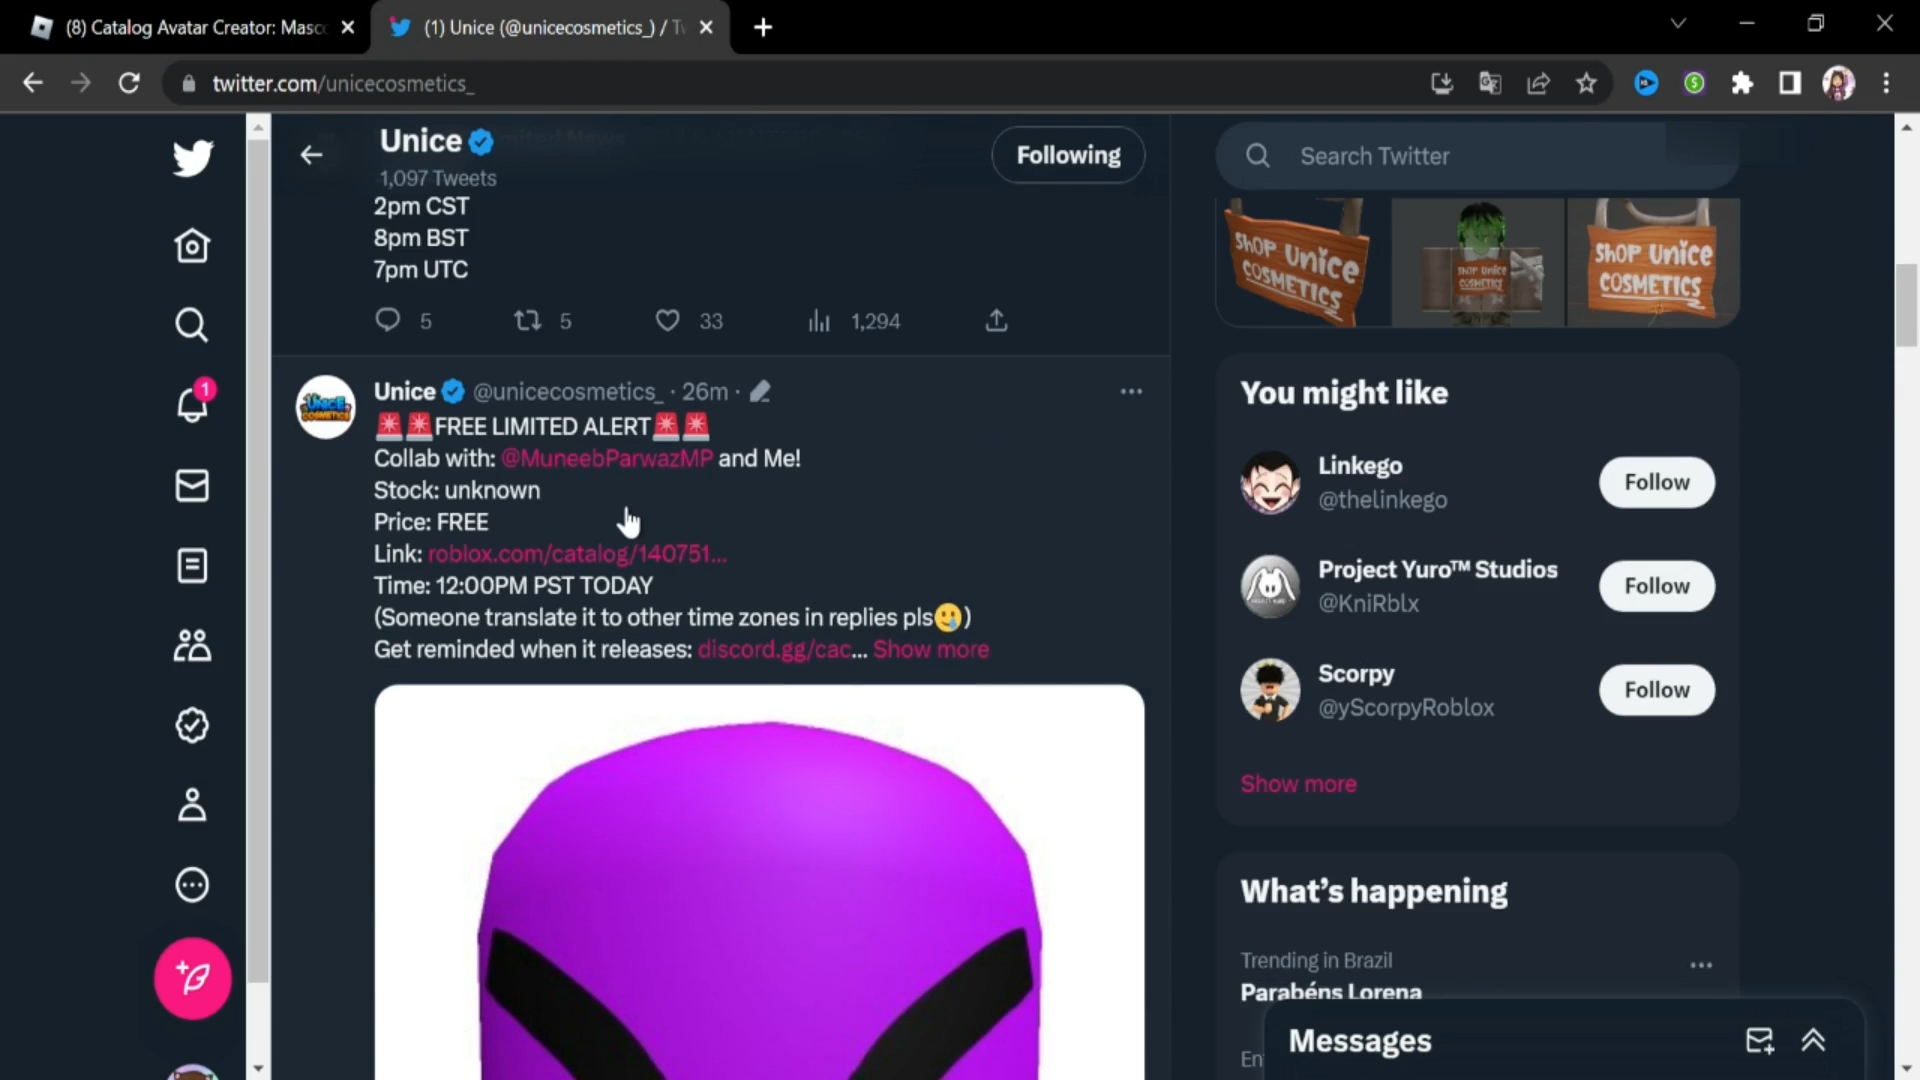 (8) Catalog Avatar Creator: Masc
(1) Unice (@unicecosmetics_) / T
twitter.com/unicecosmetics_
Unice
1,097 Tweets
Following
Search Twitter
2pm CST
8pm BST
7pm UTC
5
5
33
1,294
SHOP UNiCE
COSMETICS
SHOP UNiCE
COSMETICS
SHOP UNiCE
COSMETICS
1
Unice @unicecosmetics_ · 26m ·
🚨🚨FREE LIMITED ALERT🚨🚨
Collab with: @MuneebParwazMP and Me!
Stock: unknown
Price: FREE
Link: roblox.com/catalog/140751...
Time: 12:00PM PST TODAY
(Someone translate it to other time zones in replies pls🥲)
Get reminded when it releases: discord.gg/cac... Show more
UNICE
COSMETICS
You might like
Linkego
@thelinkego
Follow
Project Yuro™ Studios
@KniRblx
Follow
Scorpy
@yScorpyRoblox
Follow
Show more
What's happening
Trending in Brazil
Parabéns Lorena
Messages